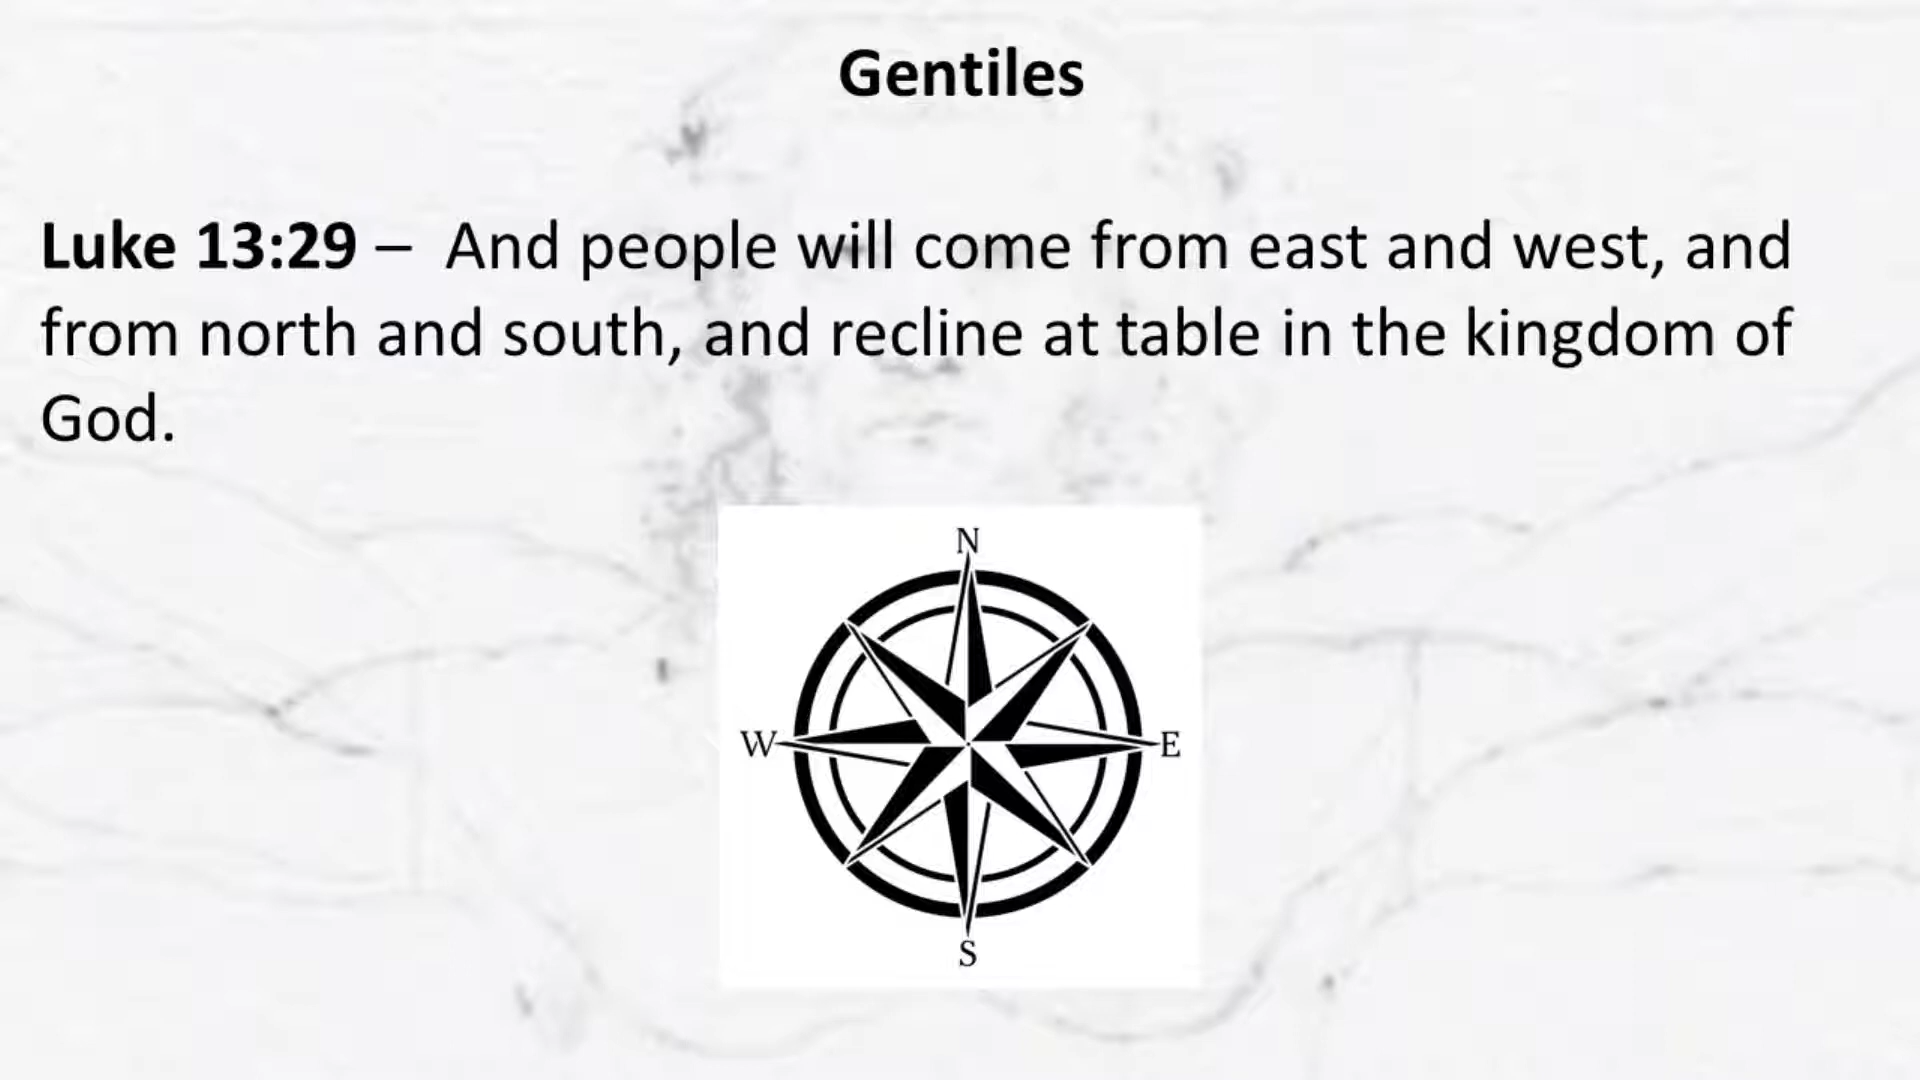 Gentiles
Luke 13:29 – And people will come from east and west, and
from north and south, and recline at table in the kingdom of
God.
N
W
E
S